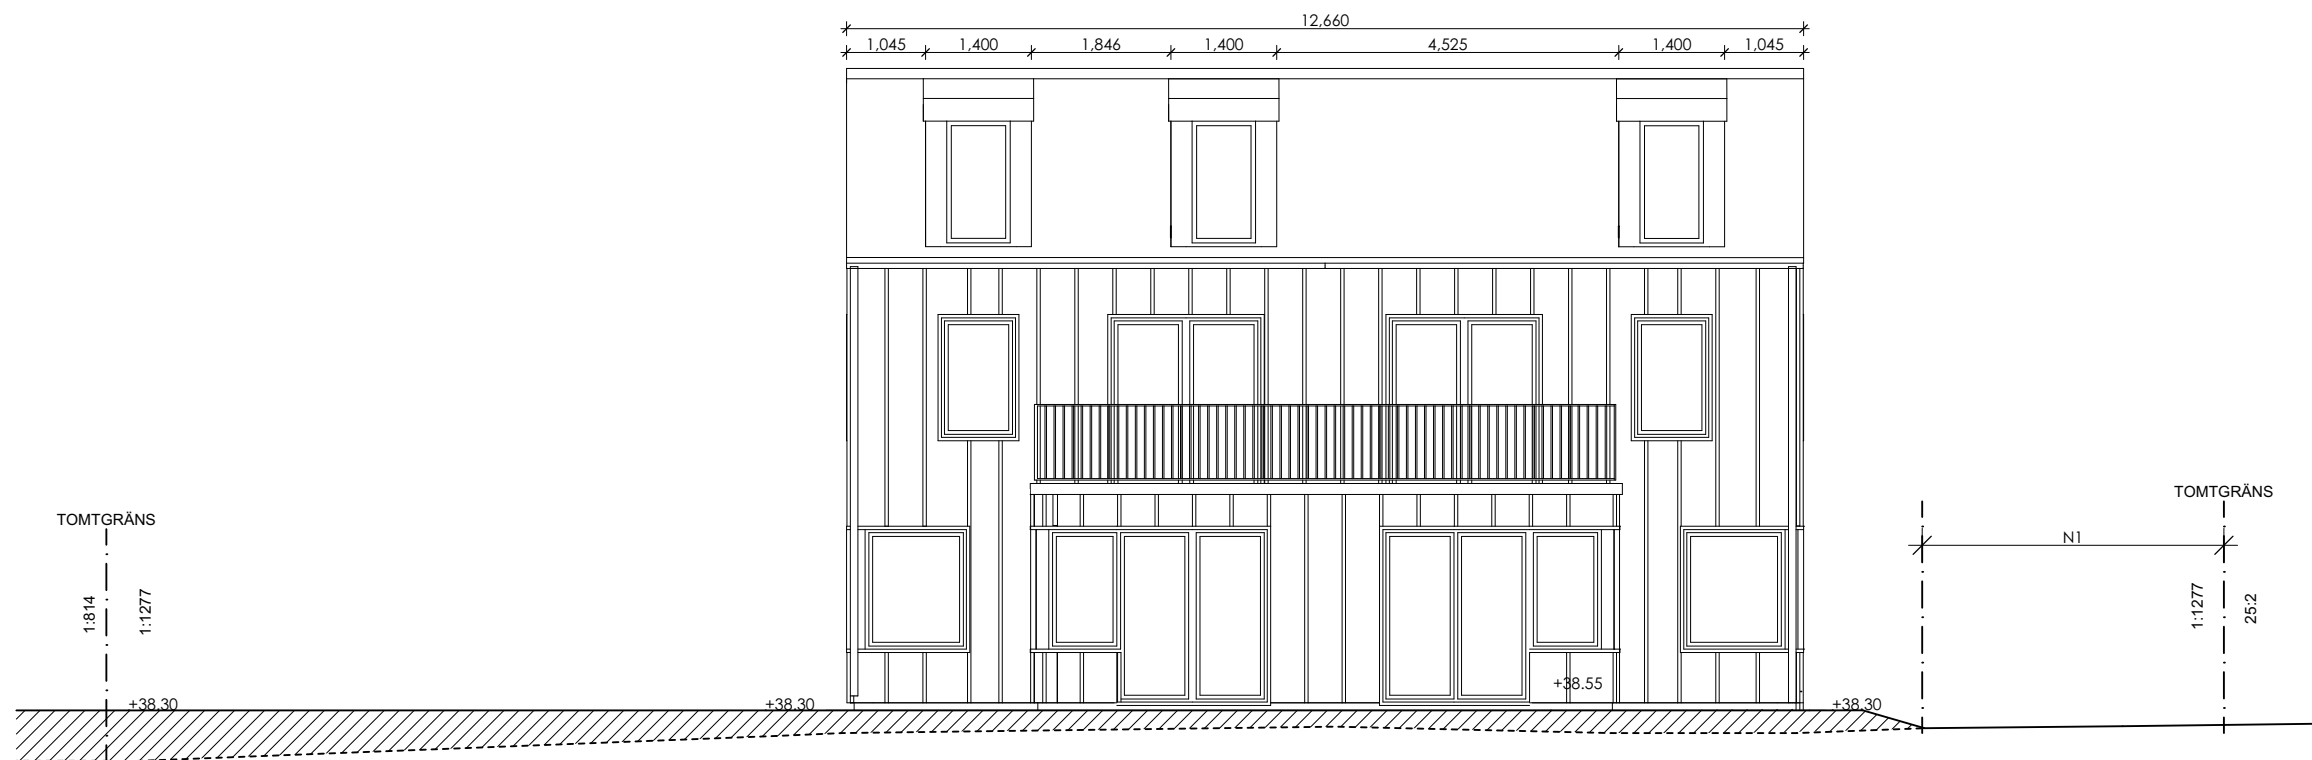 12,660
1,045 1,400 1,846 1,400 4,525 1,400 1,045
TOMTGRÄNS
TOMTGRÄNS
N1
1:814
1:1277
1:1277
25:2
+38.55
+38.30
+38.30
+38.30